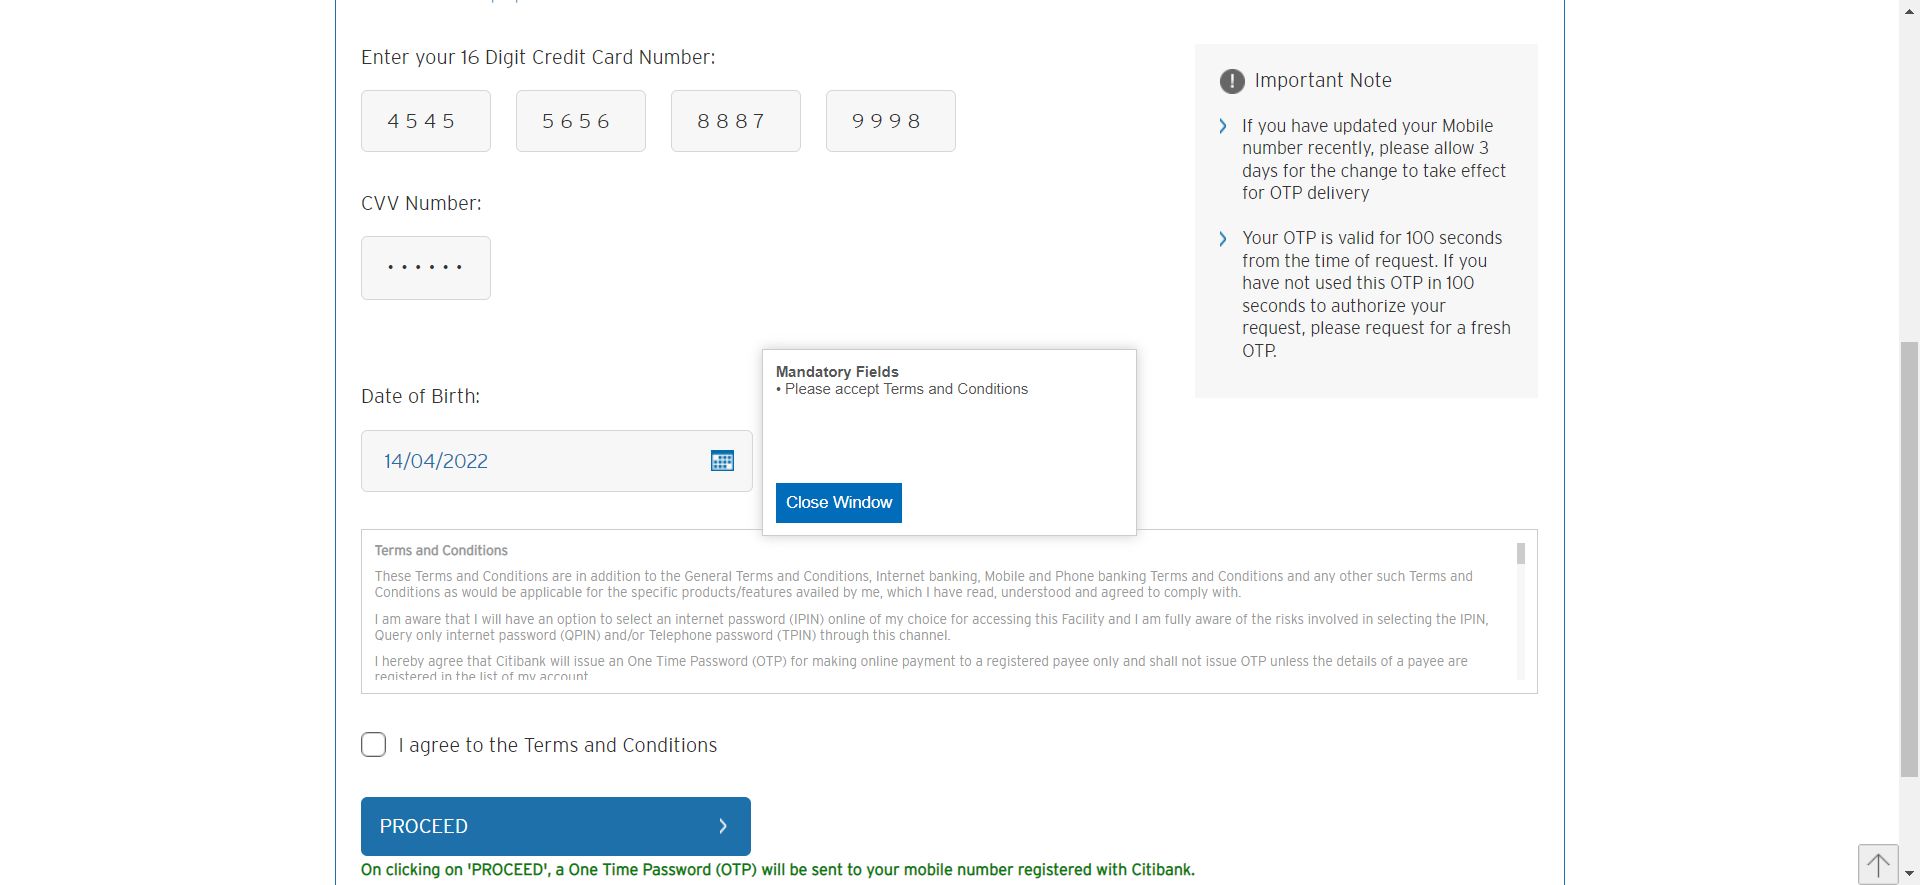 Enter your 16 Digit Credit Card Number:
4545 5656 8887 9998
CVV Number:
••••••
Date of Birth:
14/04/2022
! Important Note
If you have updated your Mobile
number recently, please allow 3
days for the change to take effect
for OTP delivery
Your OTP is valid for 100 seconds
from the time of request. If you
have not used this OTP in 100
seconds to authorize your
request, please request for a fresh
OTP.
Mandatory Fields
• Please accept Terms and Conditions
Close Window
Terms and Conditions
These Terms and Conditions are in addition to the General Terms and Conditions, Internet banking, Mobile and Phone banking Terms and Conditions and any other such Terms and
Conditions as would be applicable for the specific products/features availed by me, which I have read, understood and agreed to comply with.
I am aware that I will have an option to select an internet password (IPIN) online of my choice for accessing this Facility and I am fully aware of the risks involved in selecting the IPIN,
Query only internet password (QPIN) and/or Telephone password (TPIN) through this channel.
I hereby agree that Citibank will issue an One Time Password (OTP) for making online payment to a registered payee only and shall not issue OTP unless the details of a payee are
registered in the list of my account
I agree to the Terms and Conditions
PROCEED
On clicking on 'PROCEED', a One Time Password (OTP) will be sent to your mobile number registered with Citibank.